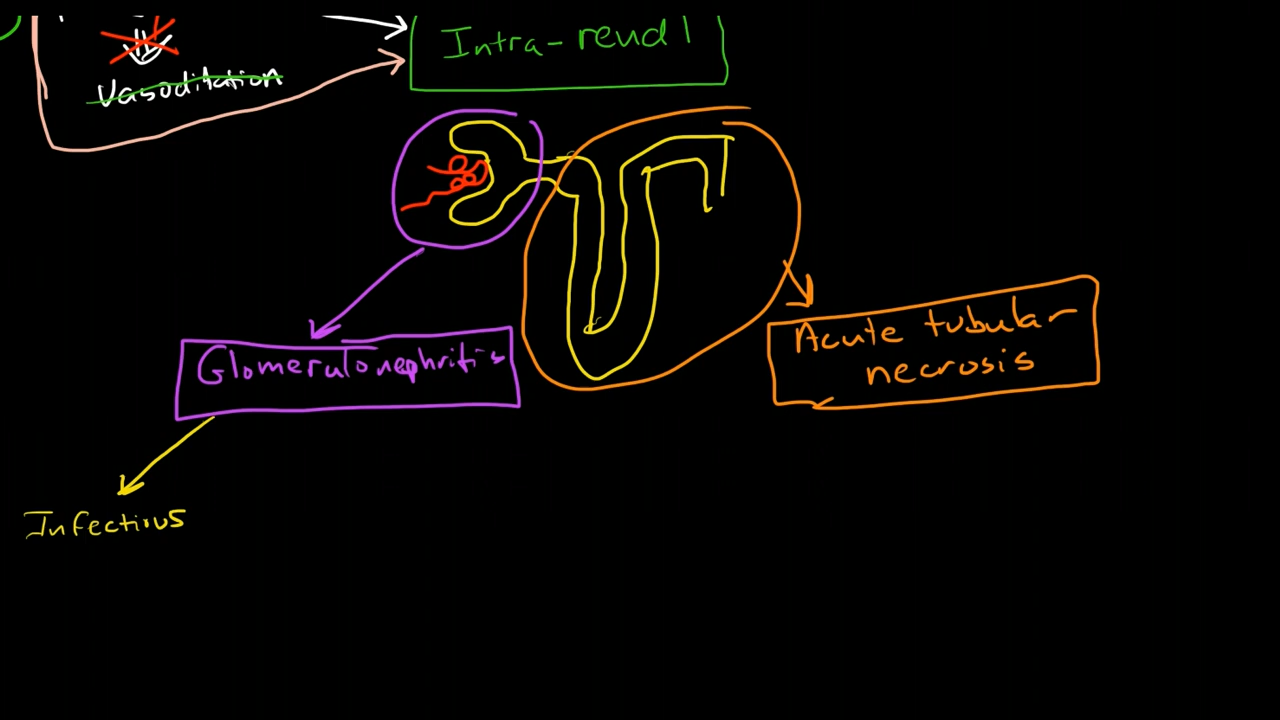 Intra-renal
Vasodilation
Glomerulonephritis
Acute tubular
necrosis
Infectious